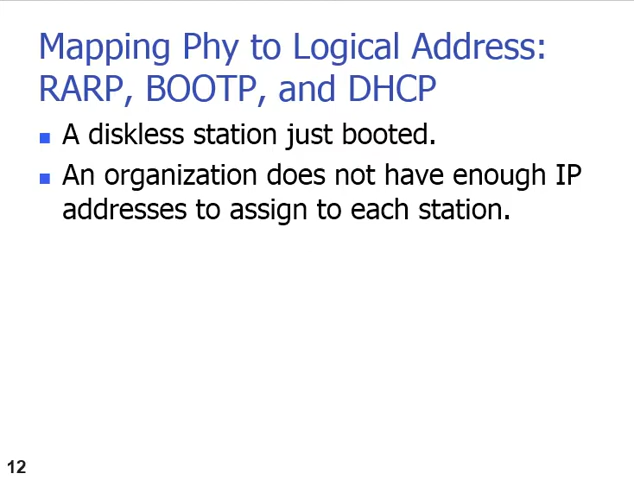 Mapping Phy to Logical Address:
RARP, BOOTP, and DHCP
A diskless station just booted.
An organization does not have enough IP
addresses to assign to each station.
12